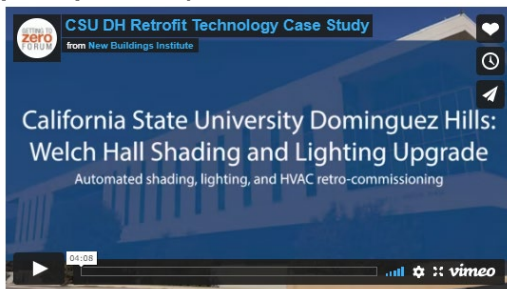 GETTING TO
zero
FORUM
CSU DH Retrofit Technology Case Study
from New Buildings Institute
California State University Dominguez Hills:
Welch Hall Shading and Lighting Upgrade
Automated shading, lighting, and HVAC retro-commissioning
04:08
vimeo